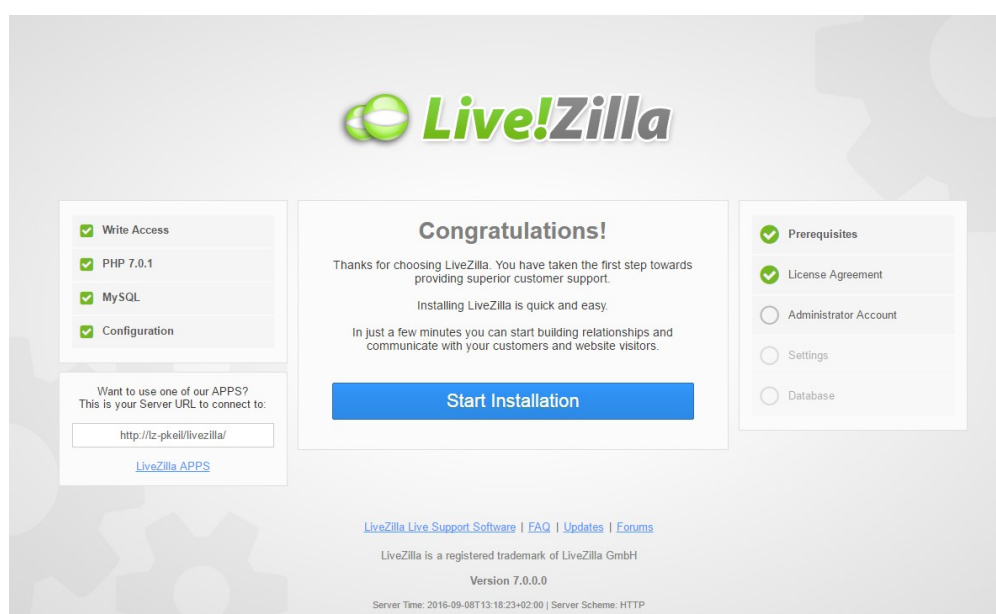 Live!Zilla
Write Access
PHP 7.0.1
MySQL
Configuration
Want to use one of our APPS?
This is your Server URL to connect to:
http://lz-pkeil/livezilla/
LiveZilla APPS
Congratulations!
Thanks for choosing LiveZilla. You have taken the first step towards
providing superior customer support.
Installing LiveZilla is quick and easy.
In just a few minutes you can start building relationships and
communicate with your customers and website visitors.
Start Installation
Prerequisites
License Agreement
Administrator Account
Settings
Database
LiveZilla Live Support Software | FAQ | Updates | Forums
LiveZilla is a registered trademark of LiveZilla GmbH
Version 7.0.0.0
Server Time: 2016-09-08T13:18:23+02:00 | Server Scheme: HTTP